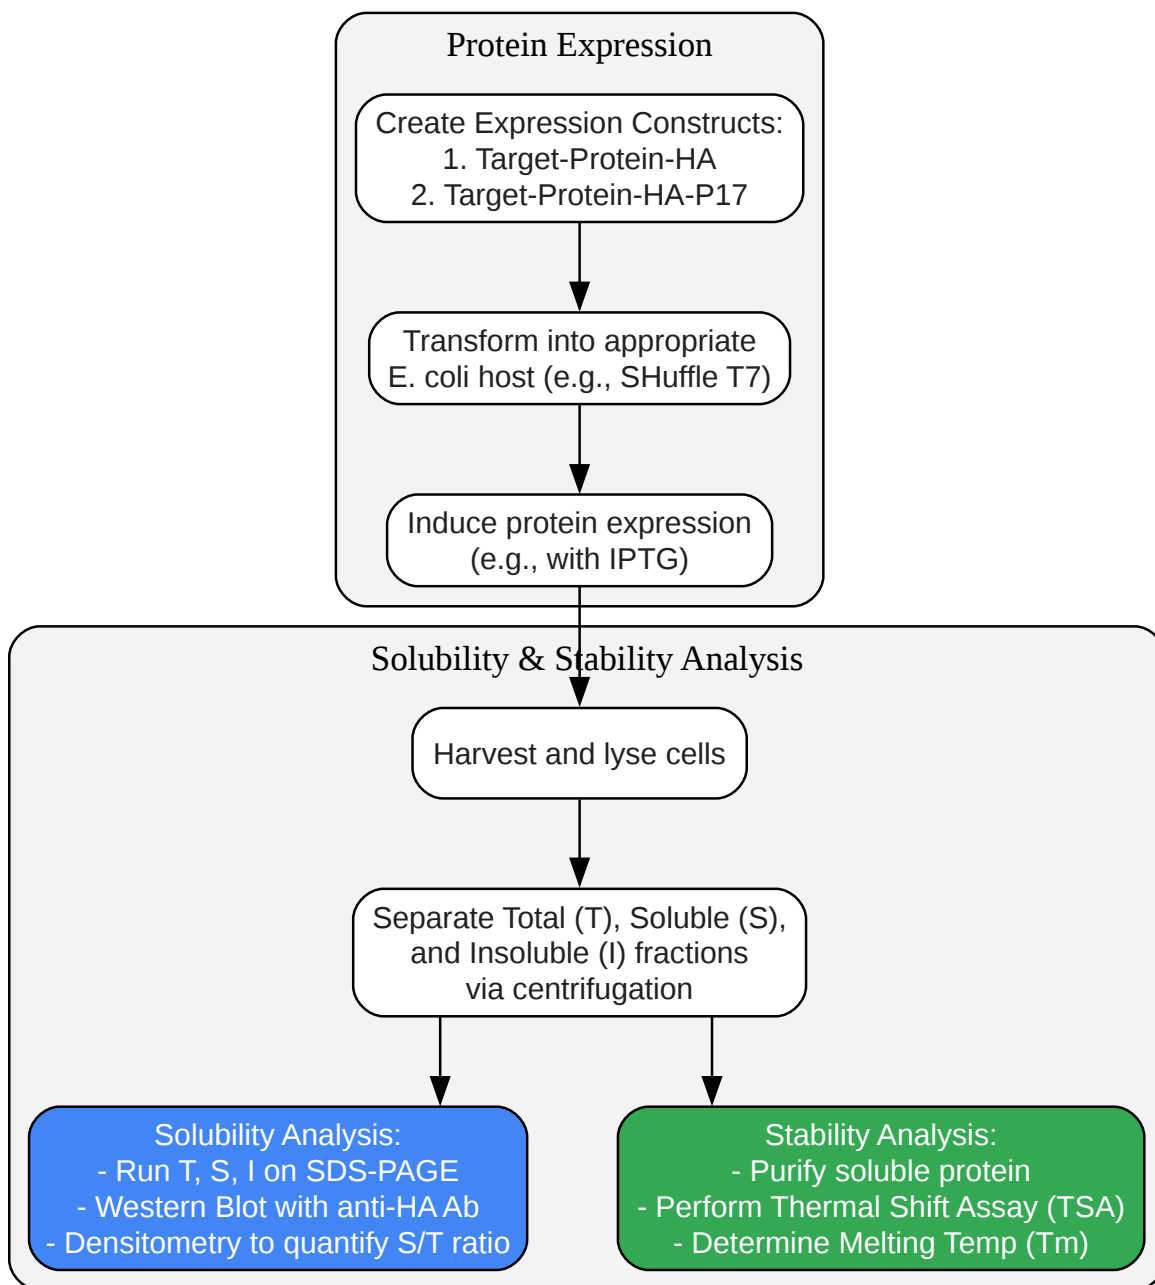 Protein Expression
Create Expression Constructs:
1. Target-Protein-HA
2. Target-Protein-HA-P17
Transform into appropriate
E. coli host (e.g., SHuffle T7)
Induce protein expression
(e.g., with IPTG)
Solubility & Stability Analysis
Harvest and lyse cells
Separate Total (T), Soluble (S),
and Insoluble (I) fractions
via centrifugation
Solubility Analysis:
- Run T, S, I on SDS-PAGE
- Western Blot with anti-HA Ab
- Densitometry to quantify S/T ratio
Stability Analysis:
- Purify soluble protein
- Perform Thermal Shift Assay (TSA)
- Determine Melting Temp (Tm)